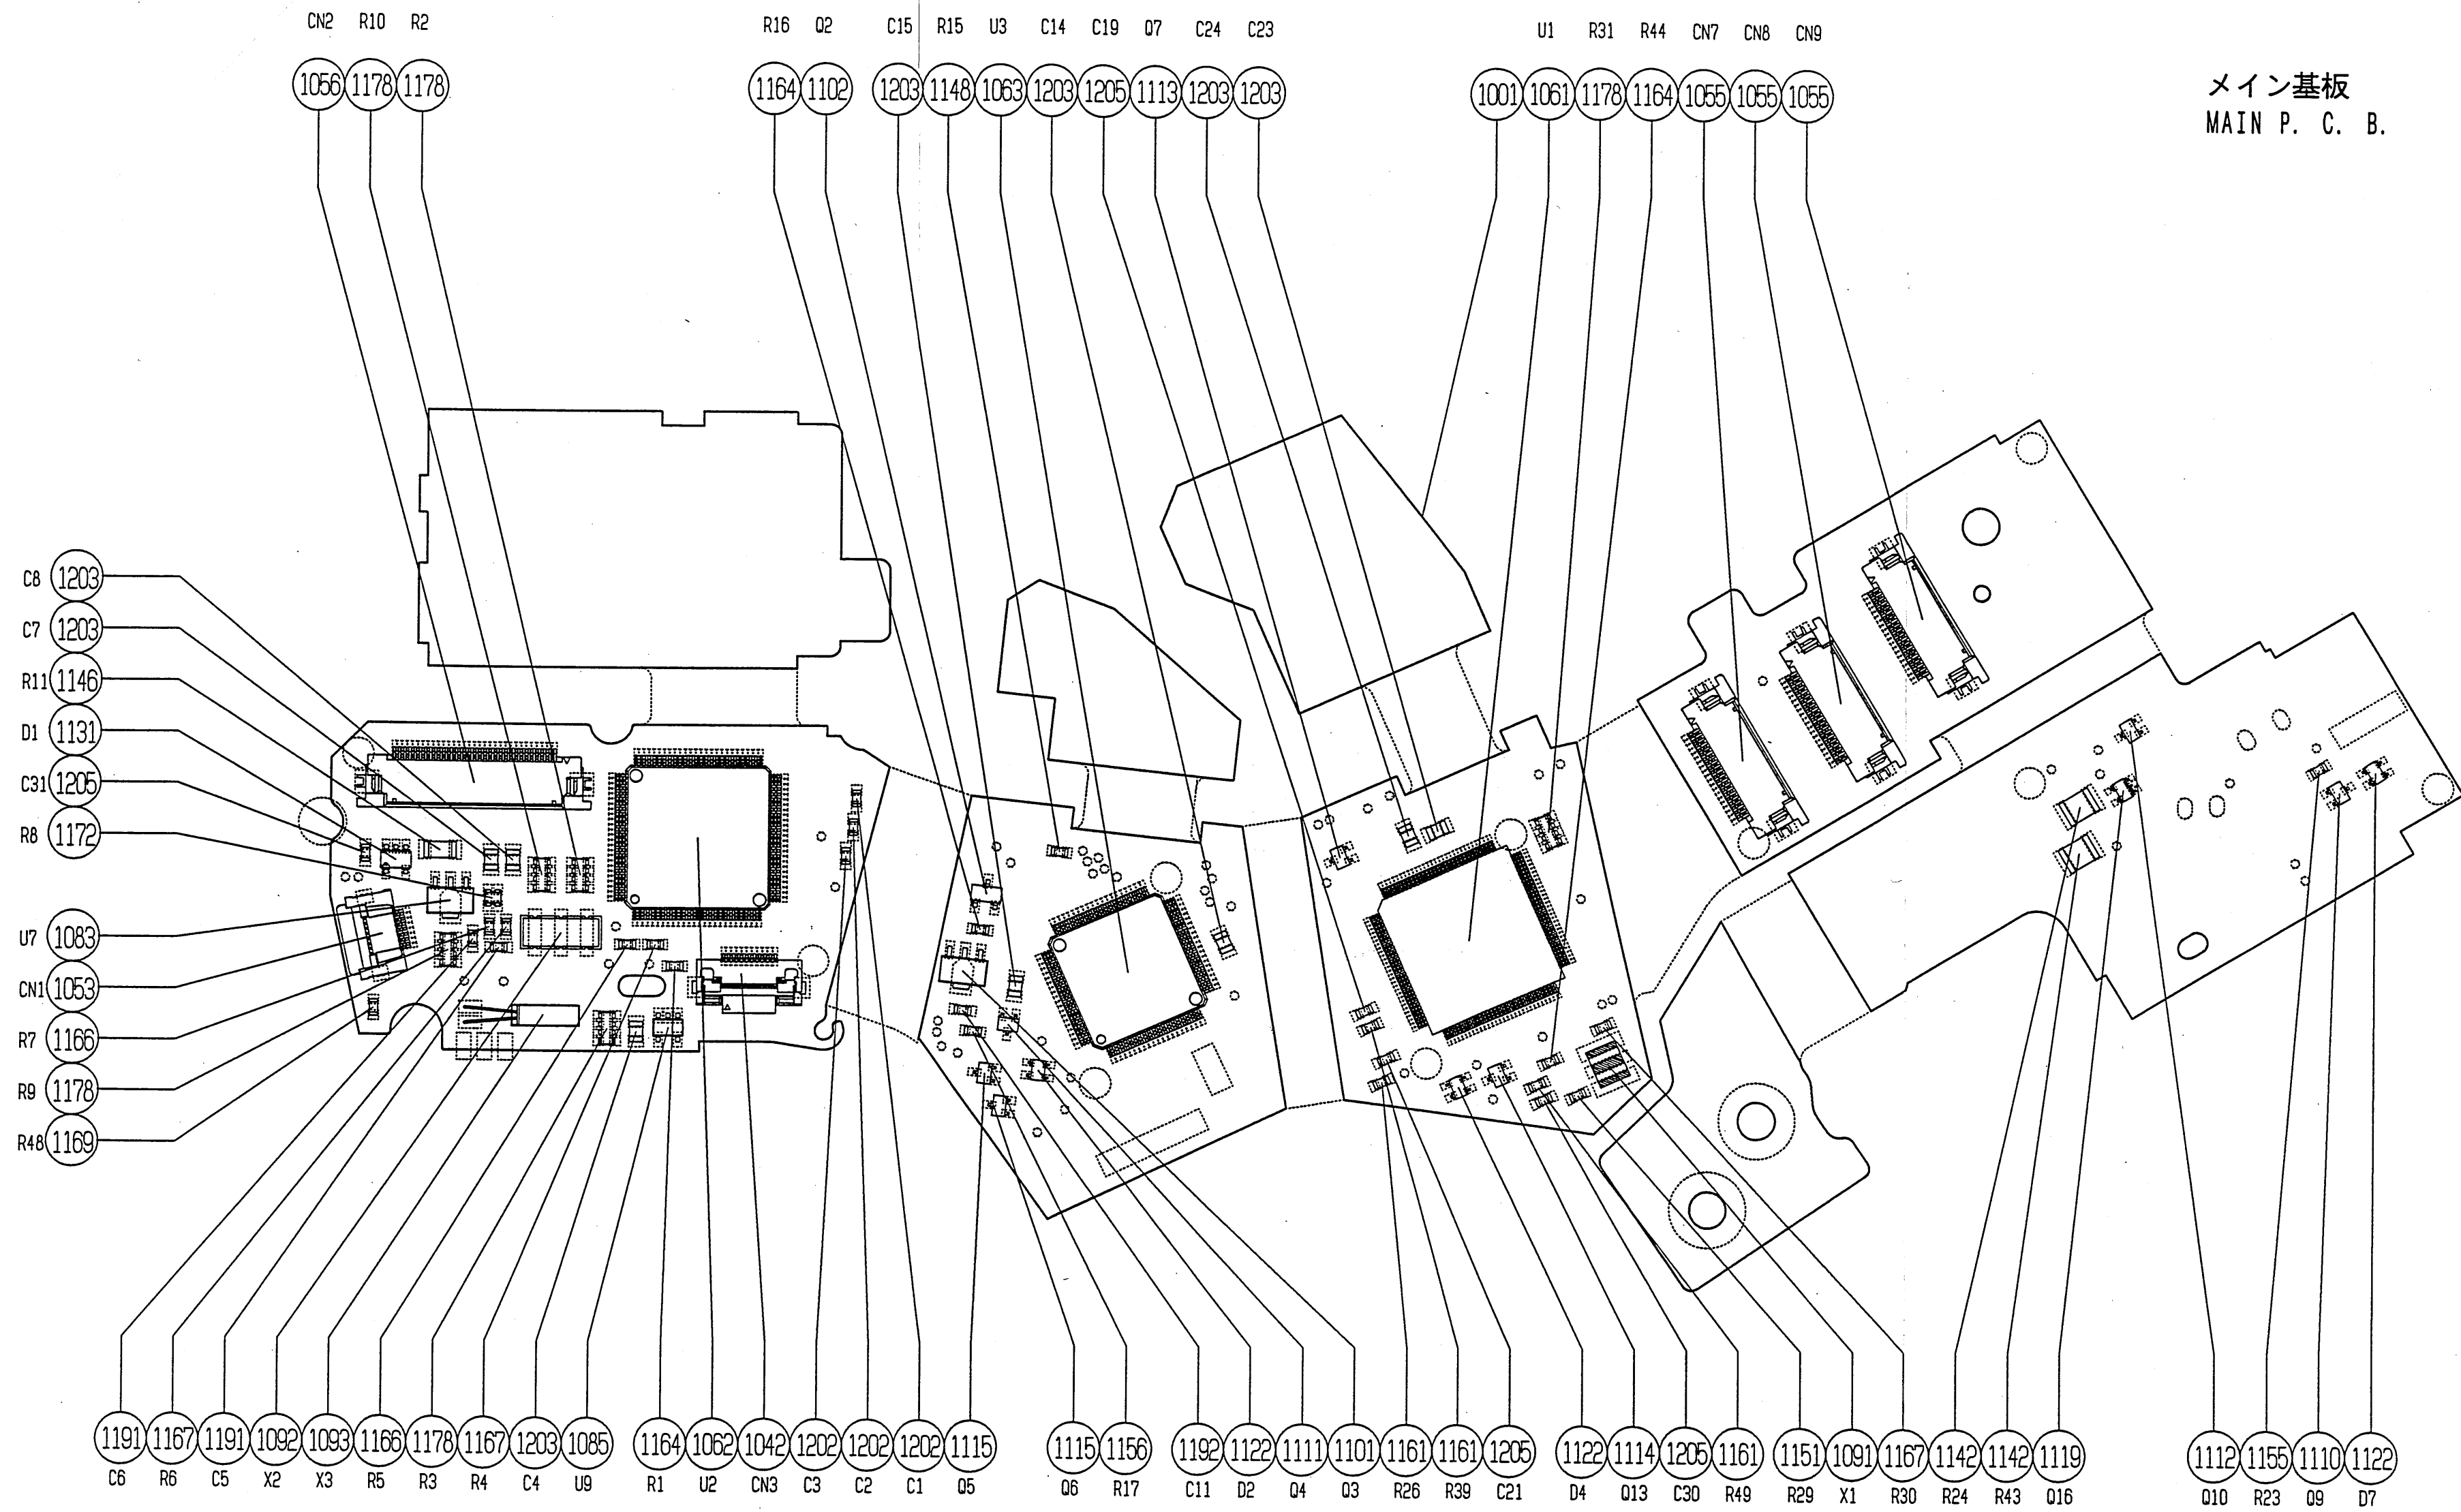 CN2 R10 R2 R16 Q2 C15 R15 U3 C14 C19 Q7 C24 C23 U1 R31 R44 CN7 CN8 CN9
1056 1178 1178 1164 1102 1203 1148 1063 1203 1205 1113 1203 1203 1001 1061 1178 1164 1055 1055 1055
メイン基板
MAIN P. C. B.
C8 1203
C7 1203
R11 1146
D1 1131
C31 1205
R8 1172
U7 1083
CN1 1053
R7 1166
R9 1178
R48 1169
1191 1167 1191 1092 1093 1166 1178 1167 1203 1085 1164 1062 1042 1202 1202 1202 1115 1115 1156 1192 1122 1111 1101 1161 1161 1205 1122 1114 1205 1161 1151 1091 1167 1142 1142 1119 1112 1155 1110 1122
C6 R6 C5 X2 X3 R5 R3 R4 C4 U9 R1 U2 CN3 C3 C2 C1 Q5 Q6 R17 C11 D2 Q4 Q3 R26 R39 C21 D4 Q13 C30 R49 R29 X1 R30 R24 R43 Q16 Q10 R23 Q9 D7